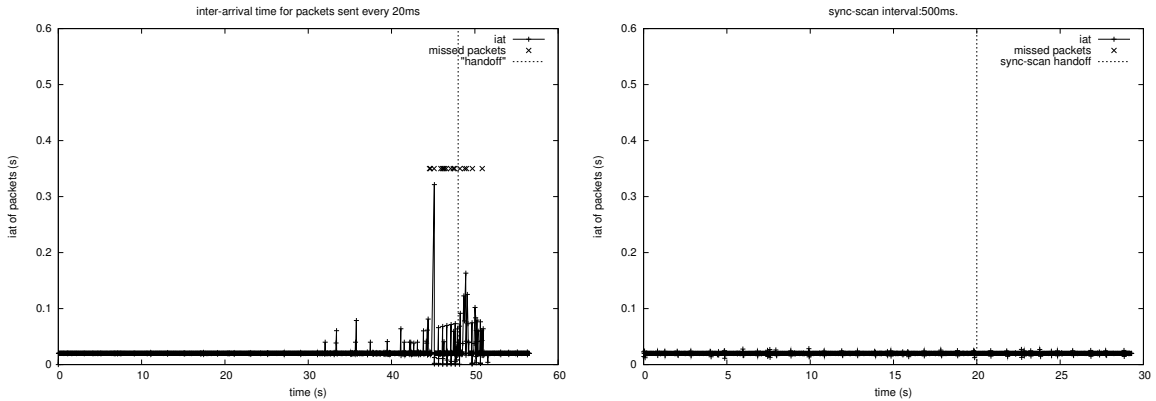 inter-arrival time for packets sent every 20ms
iat
missed packets
"handoff"
iat of packets (s)
0.6
0.5
0.4
0.3
0.2
0.1
0
0 10 20 30 40 50 60
time (s)
sync-scan interval:500ms.
iat
missed packets
sync-scan handoff
iat of packets (s)
0.6
0.5
0.4
0.3
0.2
0.1
0
0 5 10 15 20 25 30
time (s)